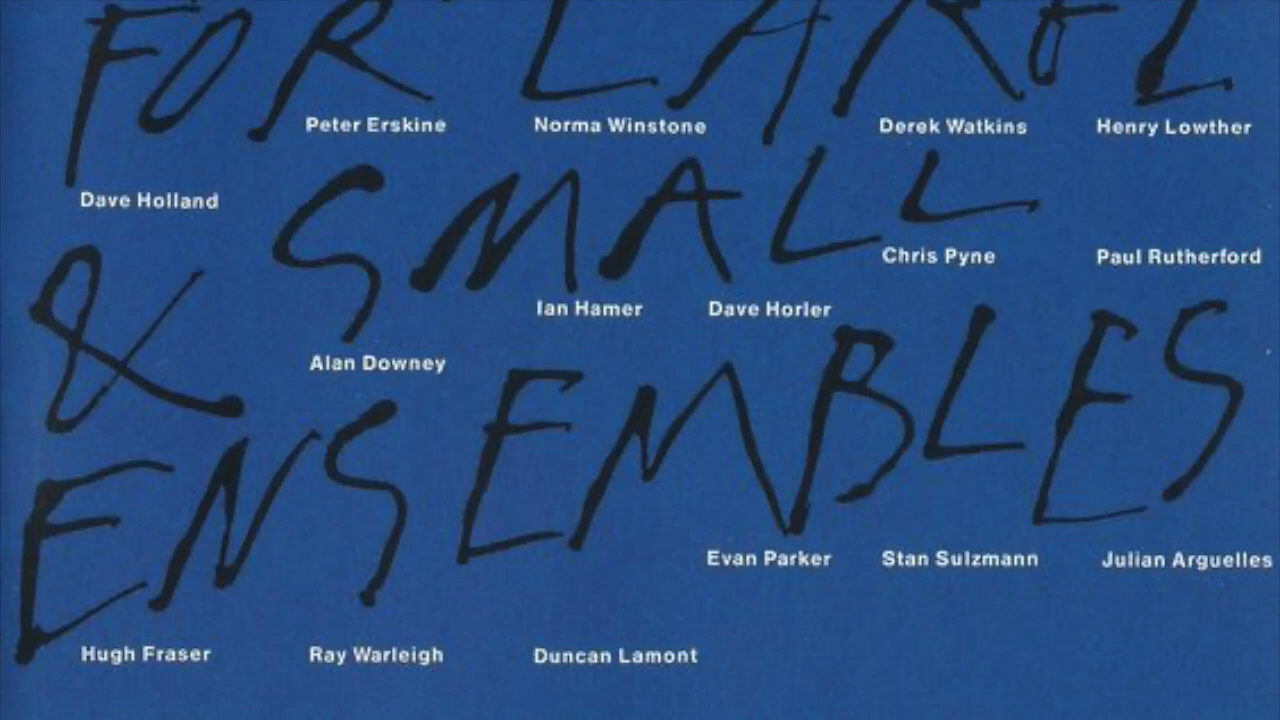 FOR LARGE
Peter Erskine Norma Winstone Derek Watkins Henry Lowther
Dave Holland
SMALL
Chris Pyne Paul Rutherford
&
Ian Hamer Dave Horler
Alan Downey
ENSEMBLES
Evan Parker Stan Sulzmann Julian Arguelles
Hugh Fraser Ray Warleigh Duncan Lamont